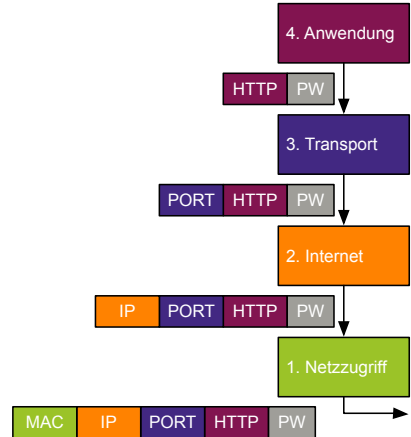 4. Anwendung
HTTP PW
3. Transport
PORT HTTP PW
2. Internet
IP PORT HTTP PW
1. Netzzugriff
MAC IP PORT HTTP PW